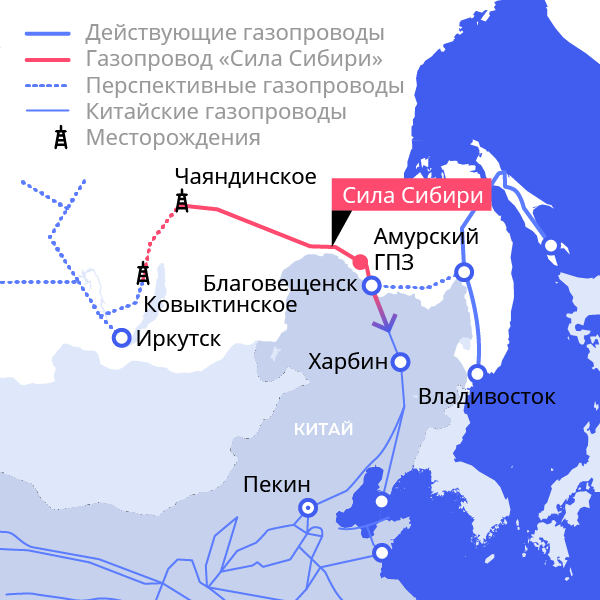 Действующие газопроводы
Газопровод «Сила Сибири»
Перспективные газопроводы
Китайские газопроводы
Месторождения
Чаяндинское
Сила Сибири
Амурский
ГПЗ
Благовещенск
Ковыктинское
Иркутск
Харбин
Владивосток
КИТАЙ
Пекин